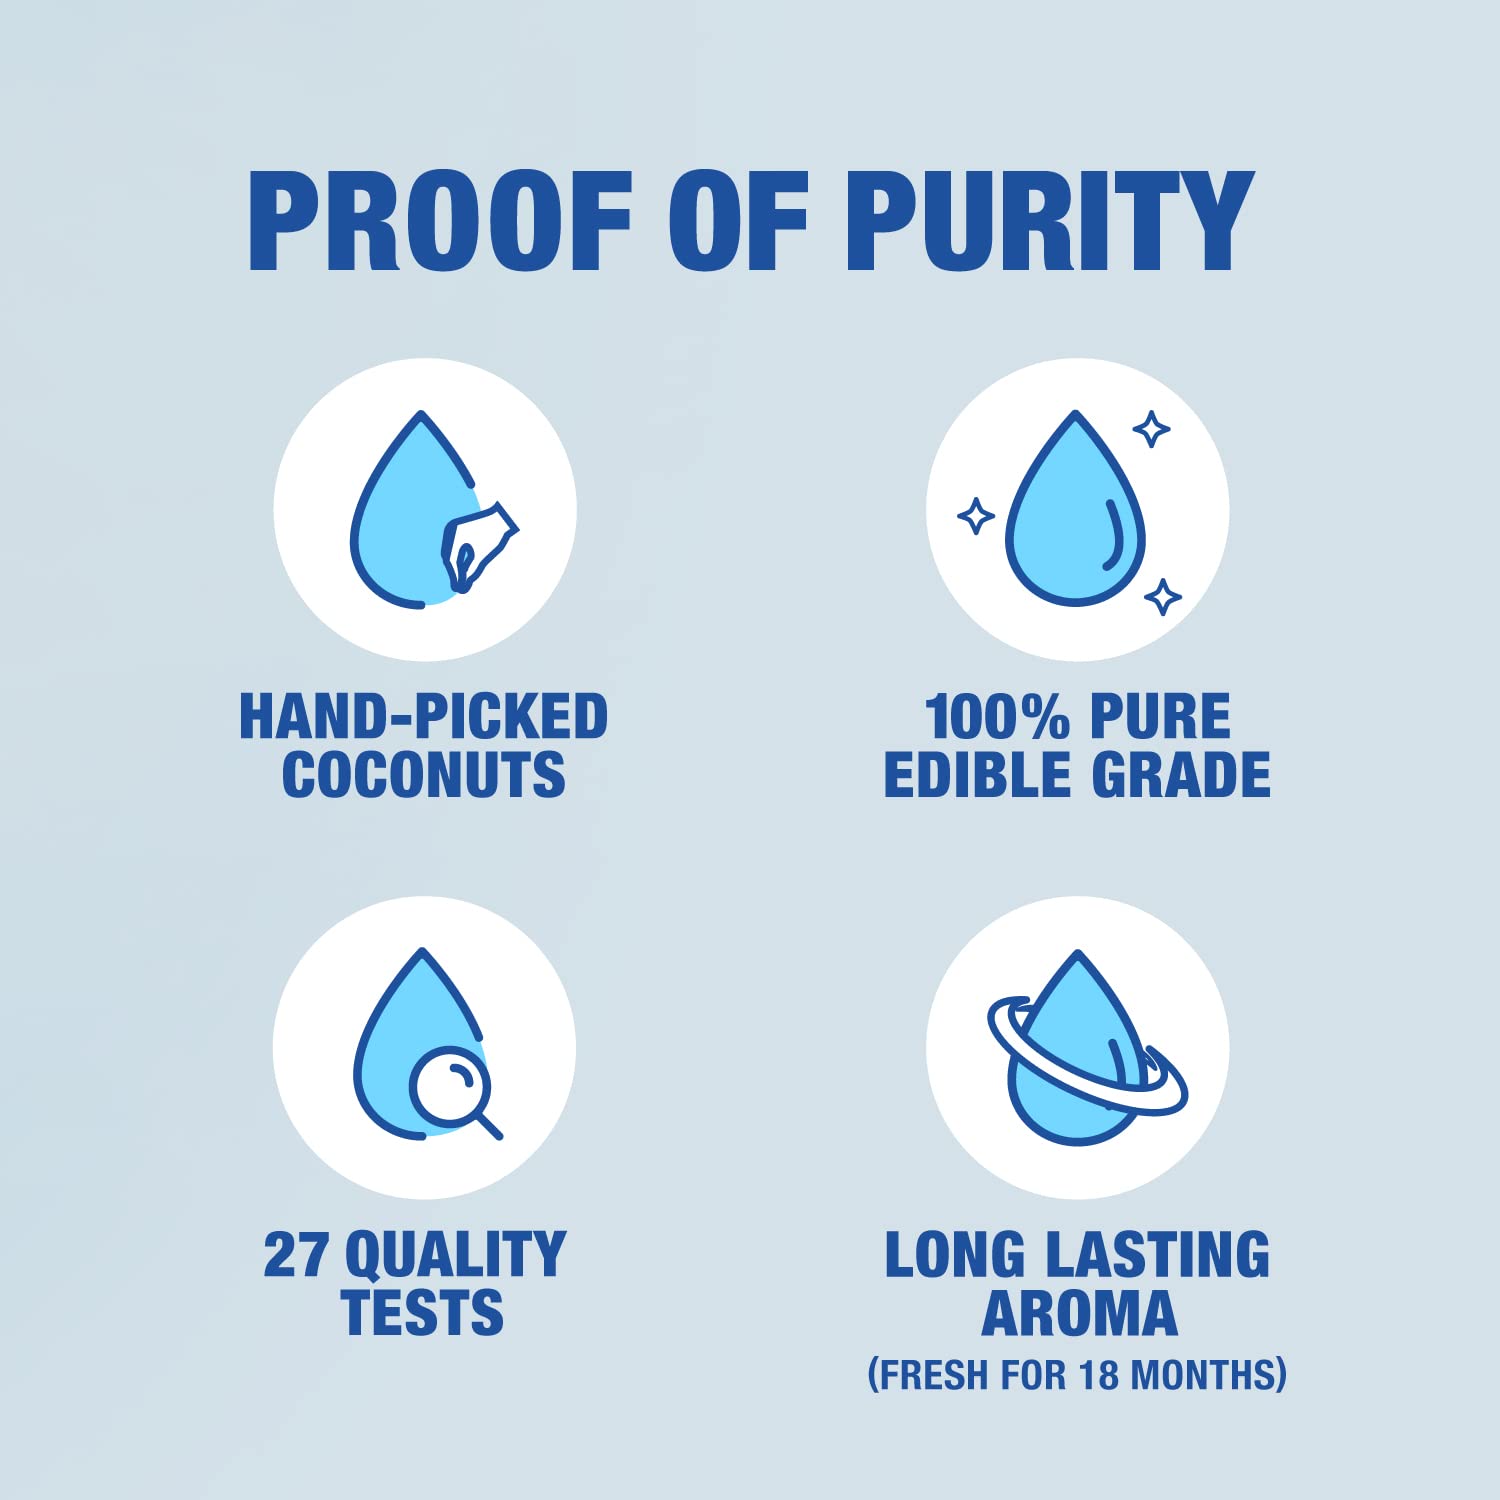 PROOF OF PURITY
HAND-PICKED
COCONUTS
100% PURE
EDIBLE GRADE
27 QUALITY
TESTS
LONG LASTING
AROMA
(FRESH FOR 18 MONTHS)